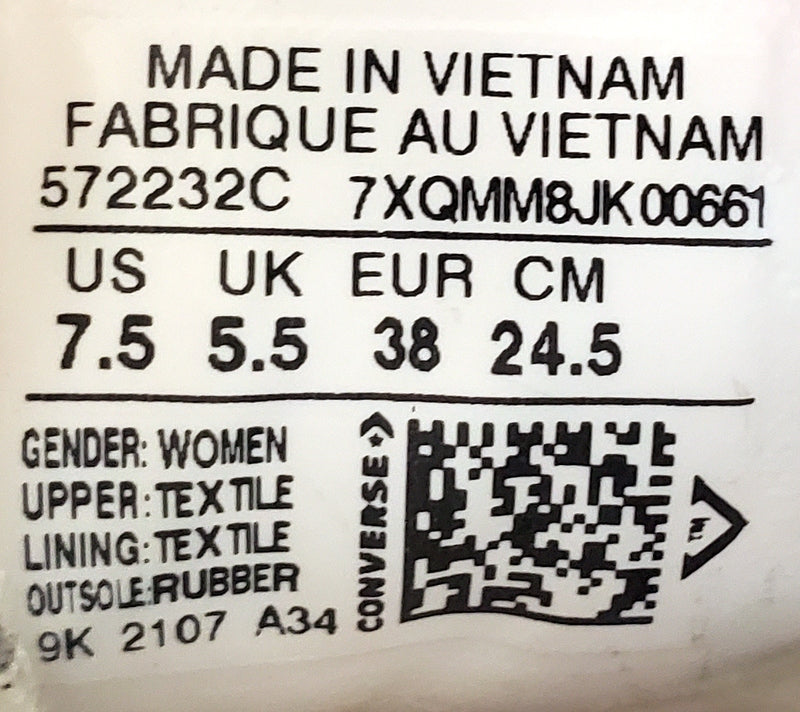 MADE IN VIETNAM
FABRIQUE AU VIETNAM
572232C 7XQMM8JK00661
US UK EUR CM
7.5 5.5 38 24.5
GENDER: WOMEN
UPPER: TEXTILE
LINING: TEXTILE
OUTSOLE: RUBBER
9K 2107 A34
CONVERSE